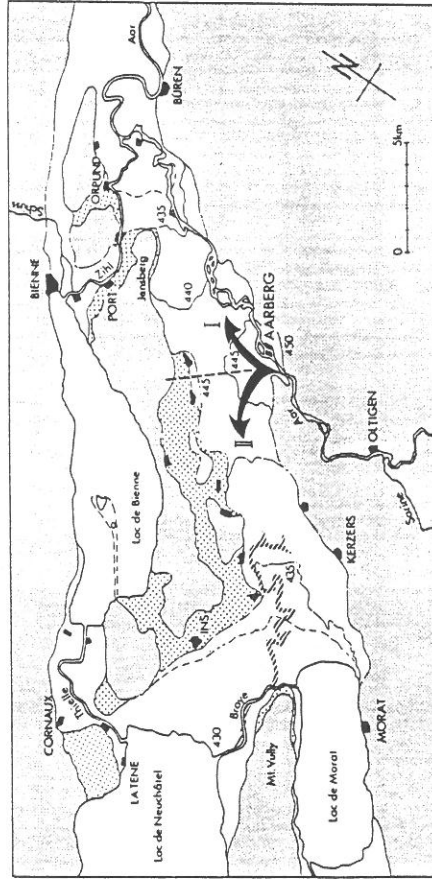 Aar
BÜREN
ORPUND
BIENNE
Zihl
PORT
Jensberg
435
440
I
445
AARBERG
450
445
II
Aar
OLTIGEN
Sarine
Lac de Bienne
KERZERS
435
INS
CORNAUX
Thielle
LA TENE
430
Broye
Lac de Neuchâtel
Mt. Vully
Lac de Morat
MORAT
N
0
5km